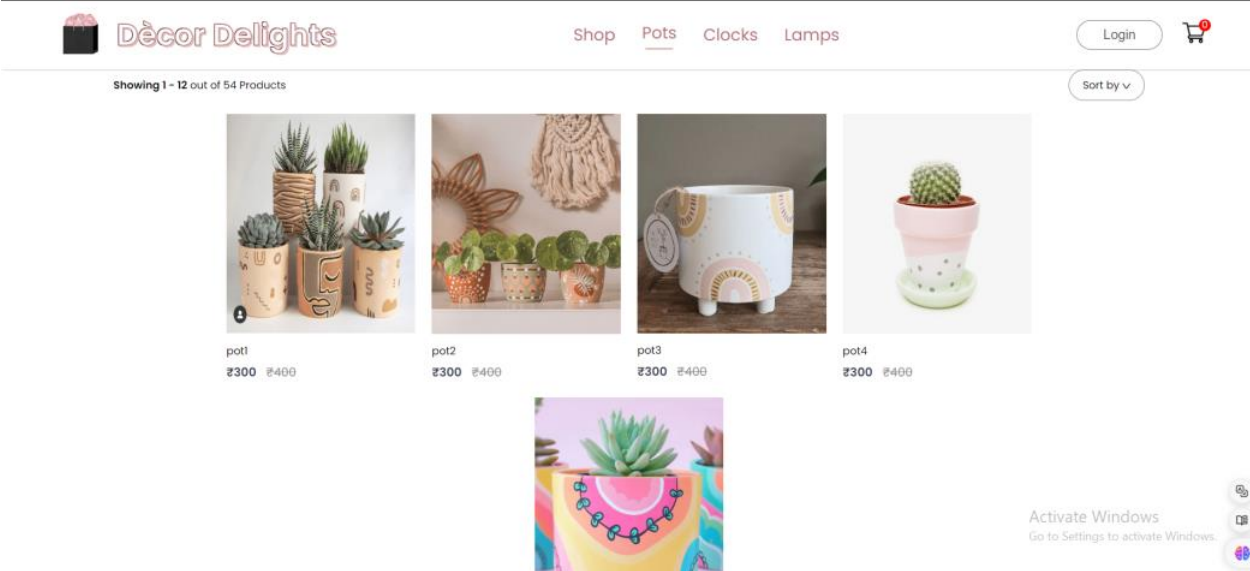 Dècor Delights
Shop Pots Clocks Lamps
Login
0
Showing 1 - 12 out of 54 Products
Sort by
pot1
₹300 ₹400
pot2
₹300 ₹400
pot3
₹300 ₹400
pot4
₹300 ₹400
Activate Windows
Go to Settings to activate Windows.